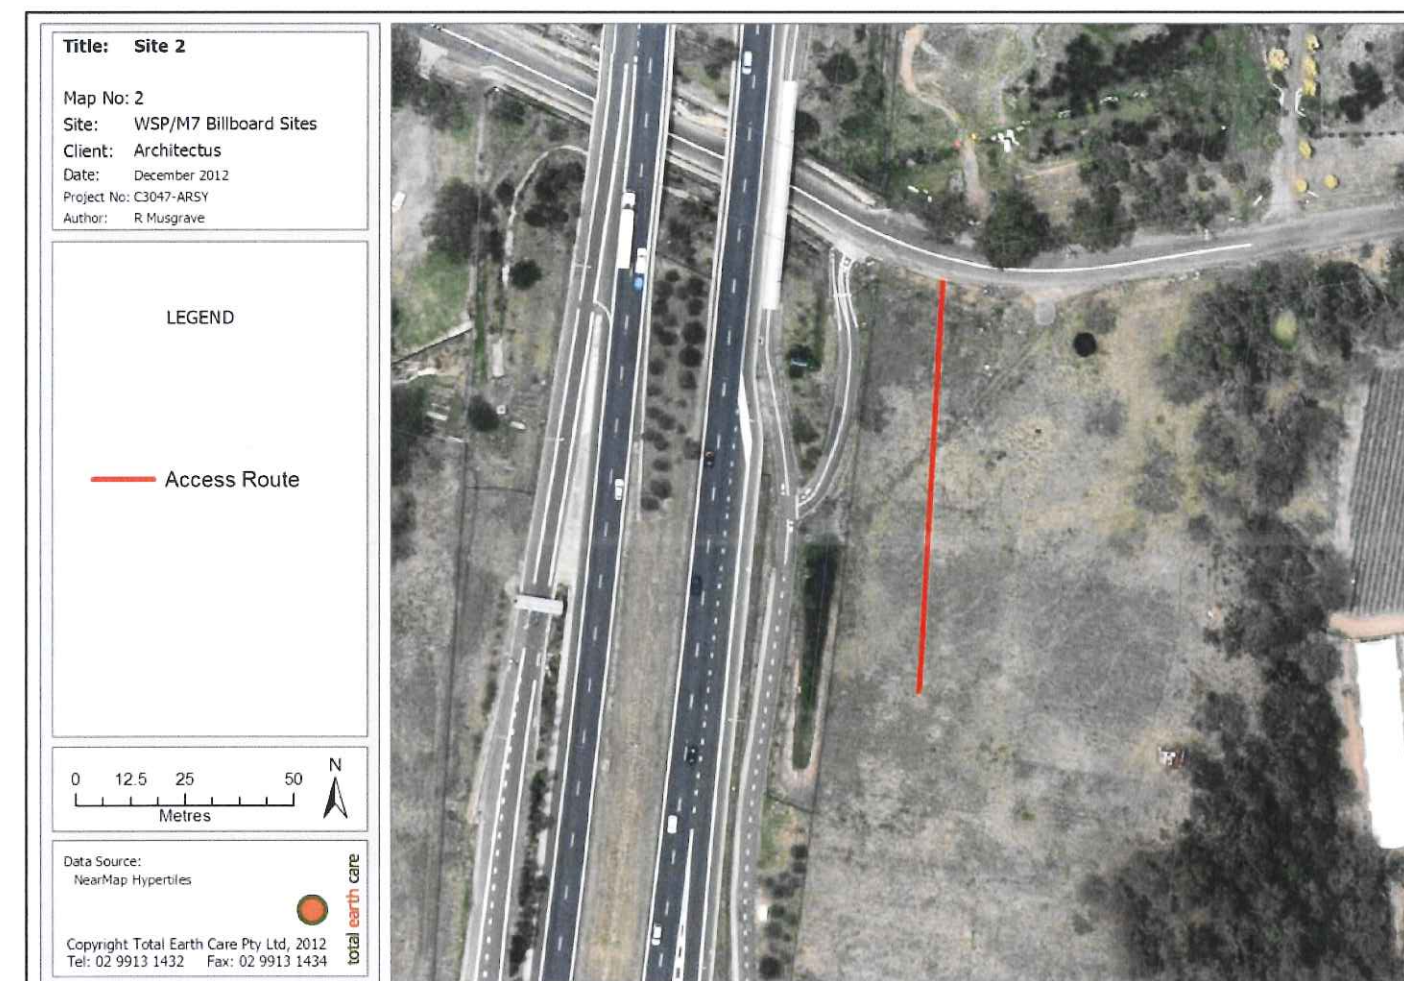 Title: Site 2
Map No: 2
Site: WSP/M7 Billboard Sites
Client: Architectus
Date: December 2012
Project No: C3047-ARSY
Author: R Musgrave
LEGEND
Access Route
0 12.5 25 50
Metres
N
Data Source:
NearMap Hypertiles
total earth care
Copyright Total Earth Care Pty Ltd, 2012
Tel: 02 9913 1432 Fax: 02 9913 1434